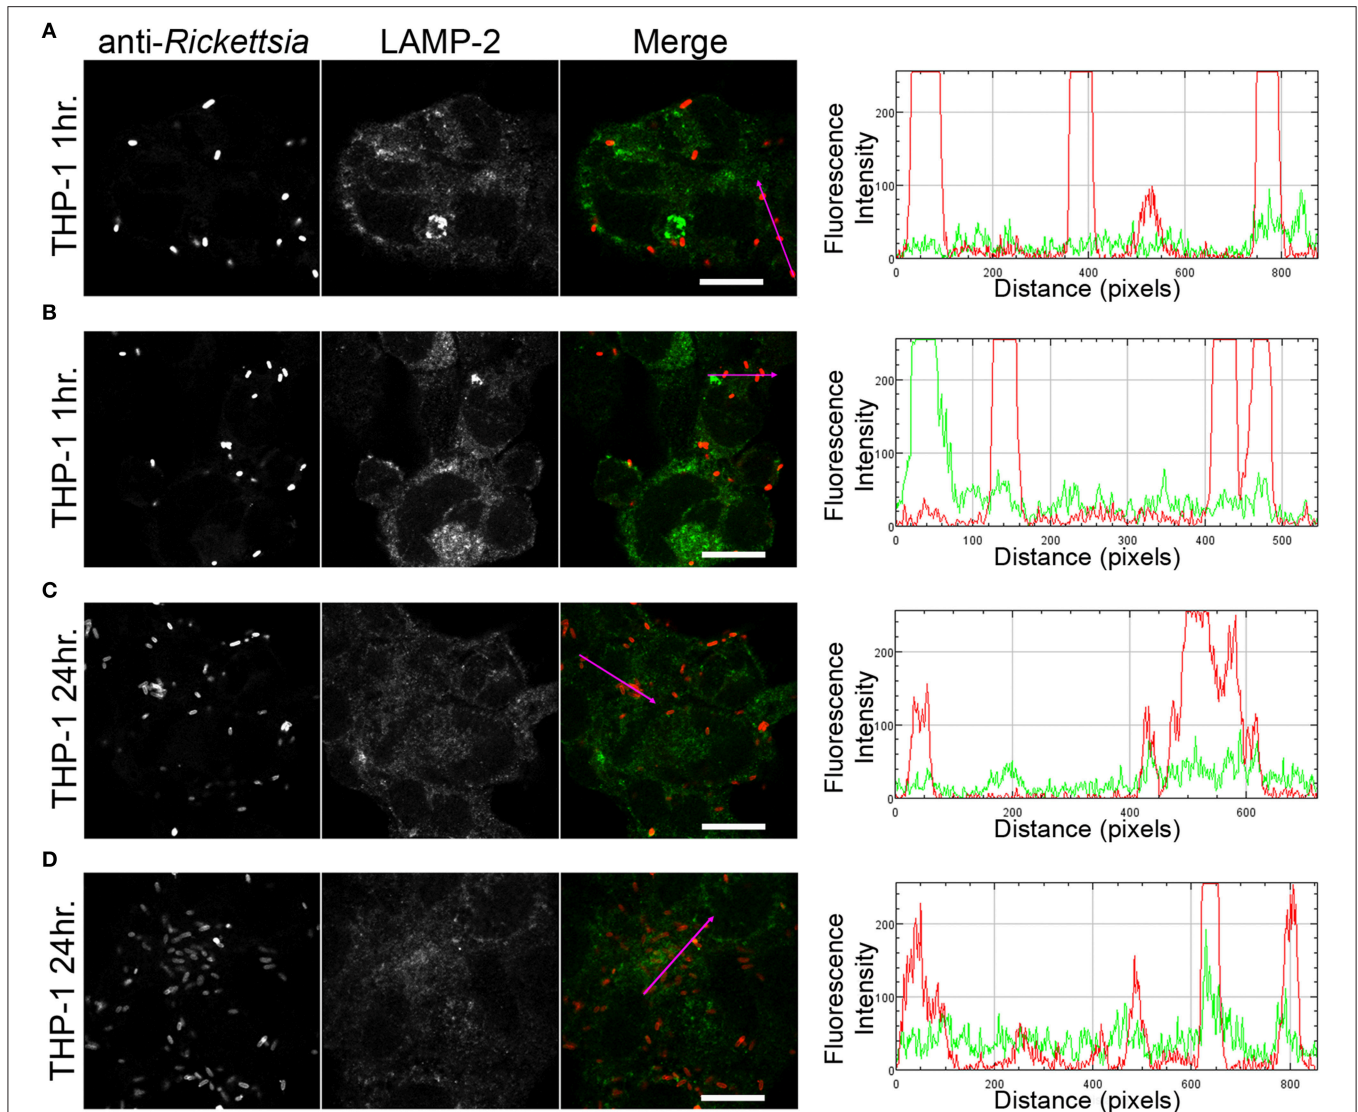 A
anti-Rickettsia LAMP-2 Merge
THP-1 1hr.
Fluorescence
Intensity
200
100
0
0 200 400 600 800
Distance (pixels)
B
THP-1 1hr.
Fluorescence
Intensity
200
100
0
0 100 200 300 400 500
Distance (pixels)
C
THP-1 24hr.
Fluorescence
Intensity
200
100
0
0 200 400 600
Distance (pixels)
D
THP-1 24hr.
Fluorescence
Intensity
200
100
0
0 200 400 600 800
Distance (pixels)